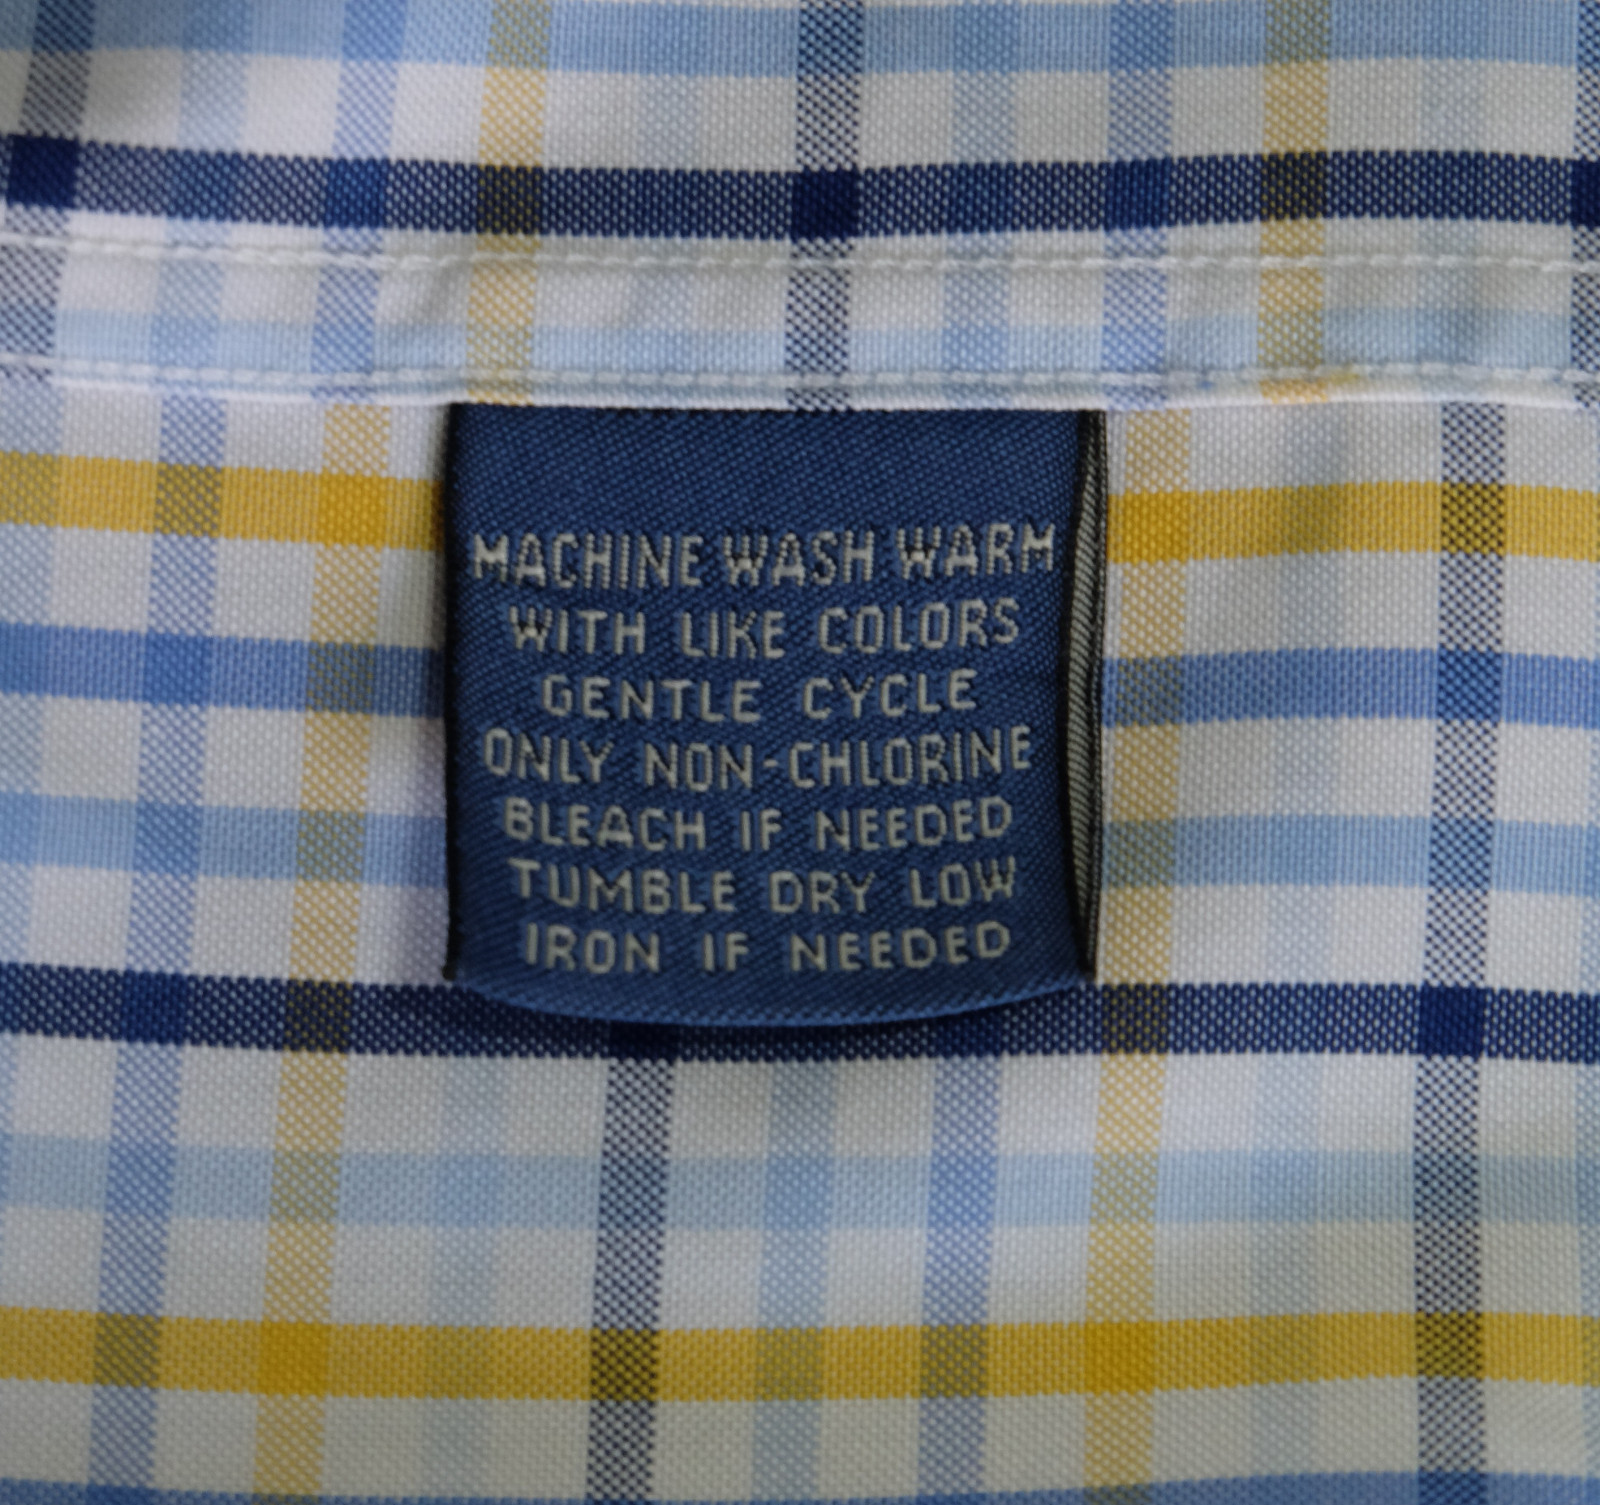 MACHINE WASH WARM
WITH LIKE COLORS
GENTLE CYCLE
ONLY NON-CHLORINE
BLEACH IF NEEDED
TUMBLE DRY LOW
IRON IF NEEDED